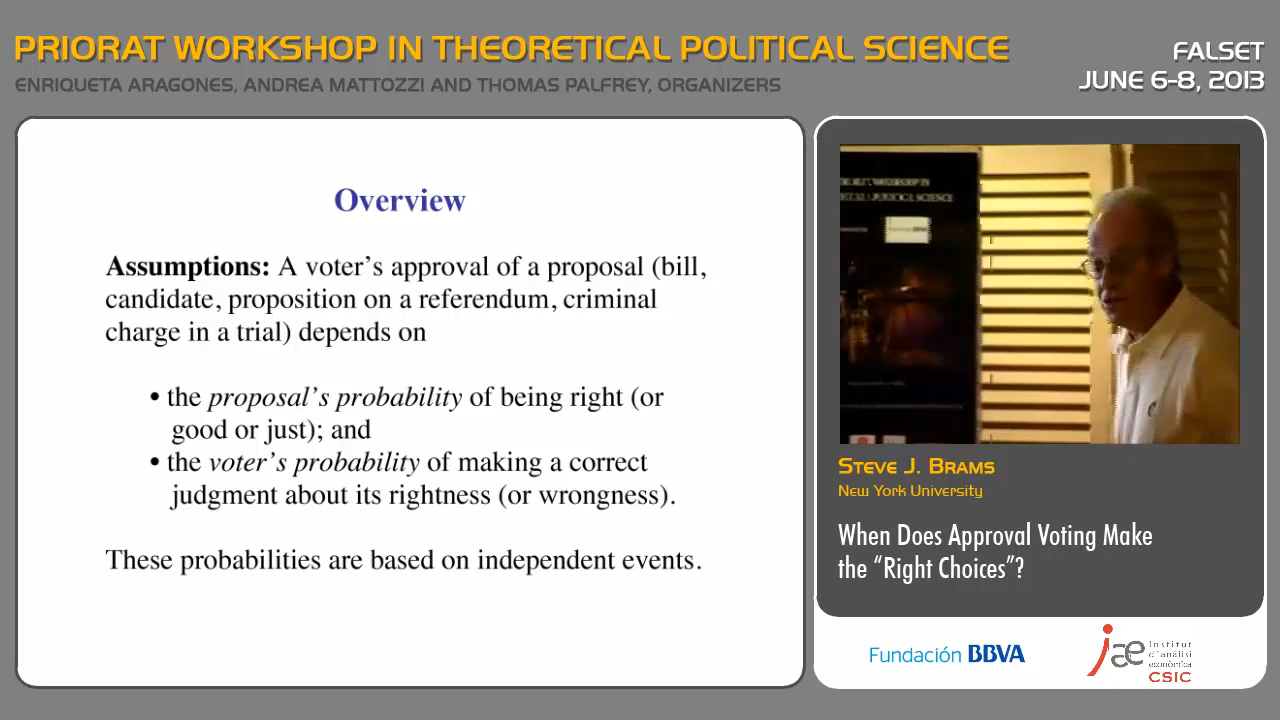 PRIORAT WORKSHOP IN THEORETICAL POLITICAL SCIENCE
ENRIQUETA ARAGONES, ANDREA MATTOZZI AND THOMAS PALFREY, ORGANIZERS
FALSET
JUNE 6-8, 2013
Overview
Assumptions: A voter's approval of a proposal (bill,
candidate, proposition on a referendum, criminal
charge in a trial) depends on
• the proposal's probability of being right (or
good or just); and
• the voter's probability of making a correct
judgment about its rightness (or wrongness).
These probabilities are based on independent events.
STEVE J. BRAMS
New York University
When Does Approval Voting Make
the “Right Choices”?
Fundación BBVA
iae
Institut
d'anàlisi
econòmica
CSIC